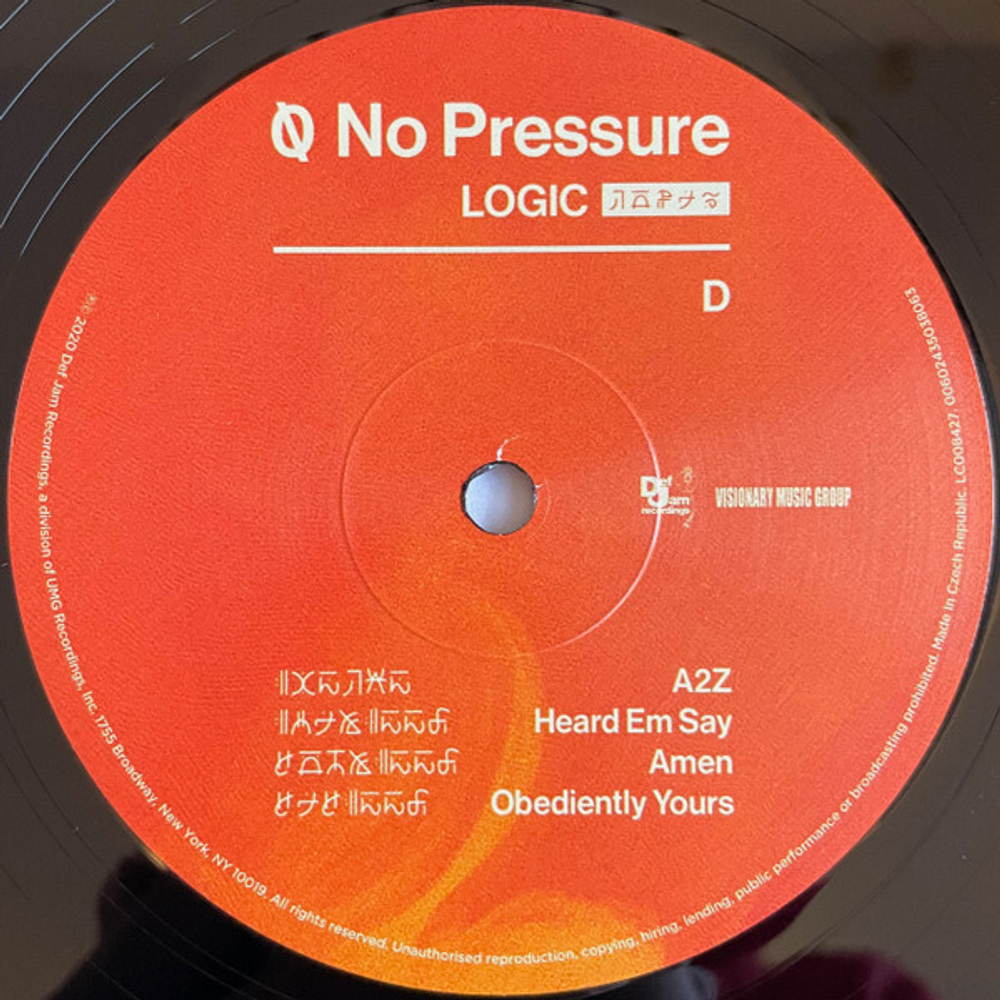 No Pressure
LOGIC
D
Def Jam recordings
VISIONARY MUSIC GROUP
A2Z
Heard Em Say
Amen
Obediently Yours
℗© 2020 Def Jam Recordings, a division of UMG Recordings, Inc. 1755 Broadway, New York, NY 10019. All rights reserved. Unauthorised reproduction, copying, hiring, lending, public performance or broadcasting prohibited. Made in Czech Republic. LC008427. 00602435038063